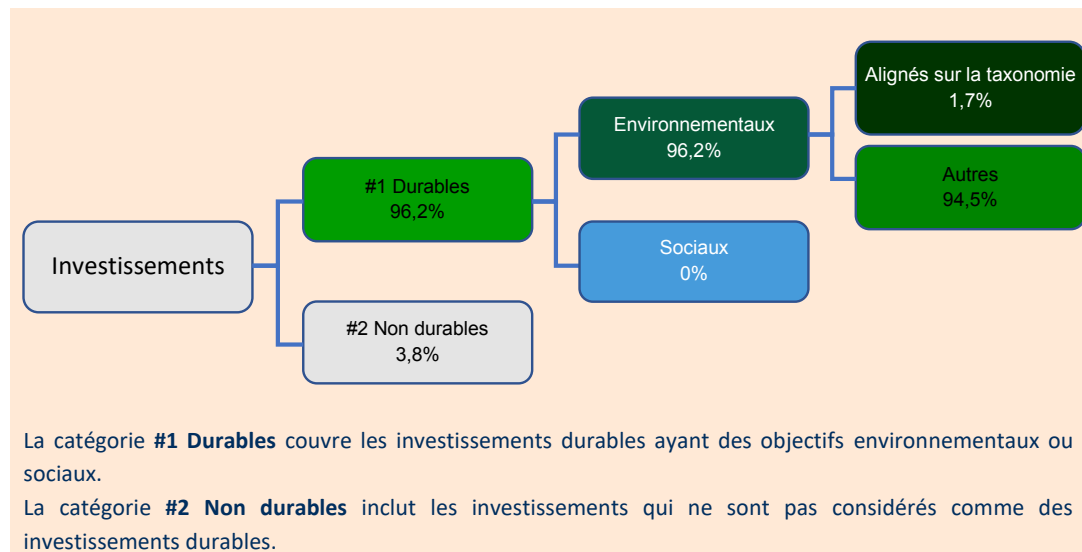 Alignés sur la taxonomie
1,7%
Environnementaux
96,2%
Autres
94,5%
#1 Durables
96,2%
Sociaux
0%
Investissements
#2 Non durables
3,8%
La catégorie #1 Durables couvre les investissements durables ayant des objectifs environnementaux ou
sociaux.
La catégorie #2 Non durables inclut les investissements qui ne sont pas considérés comme des
investissements durables.